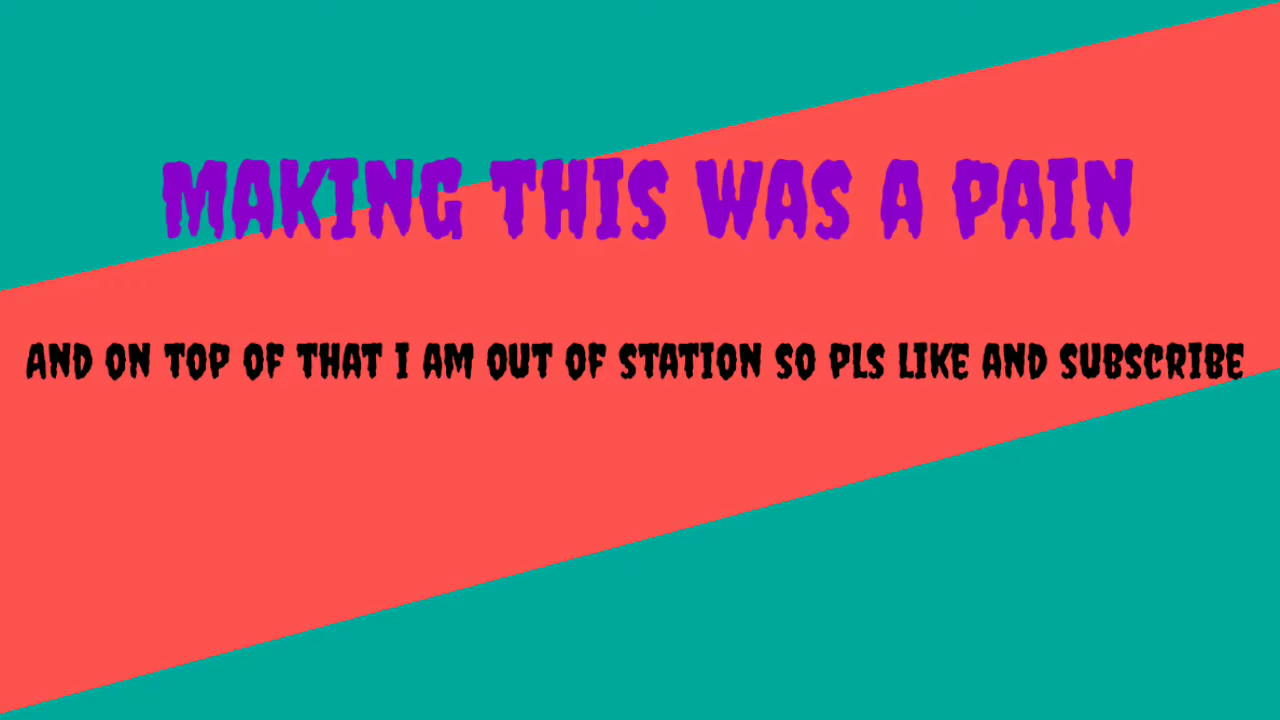 MAKING THIS WAS A PAIN
AND ON TOP OF THAT I AM OUT OF STATION SO PLS LIKE AND SUBSCRIBE